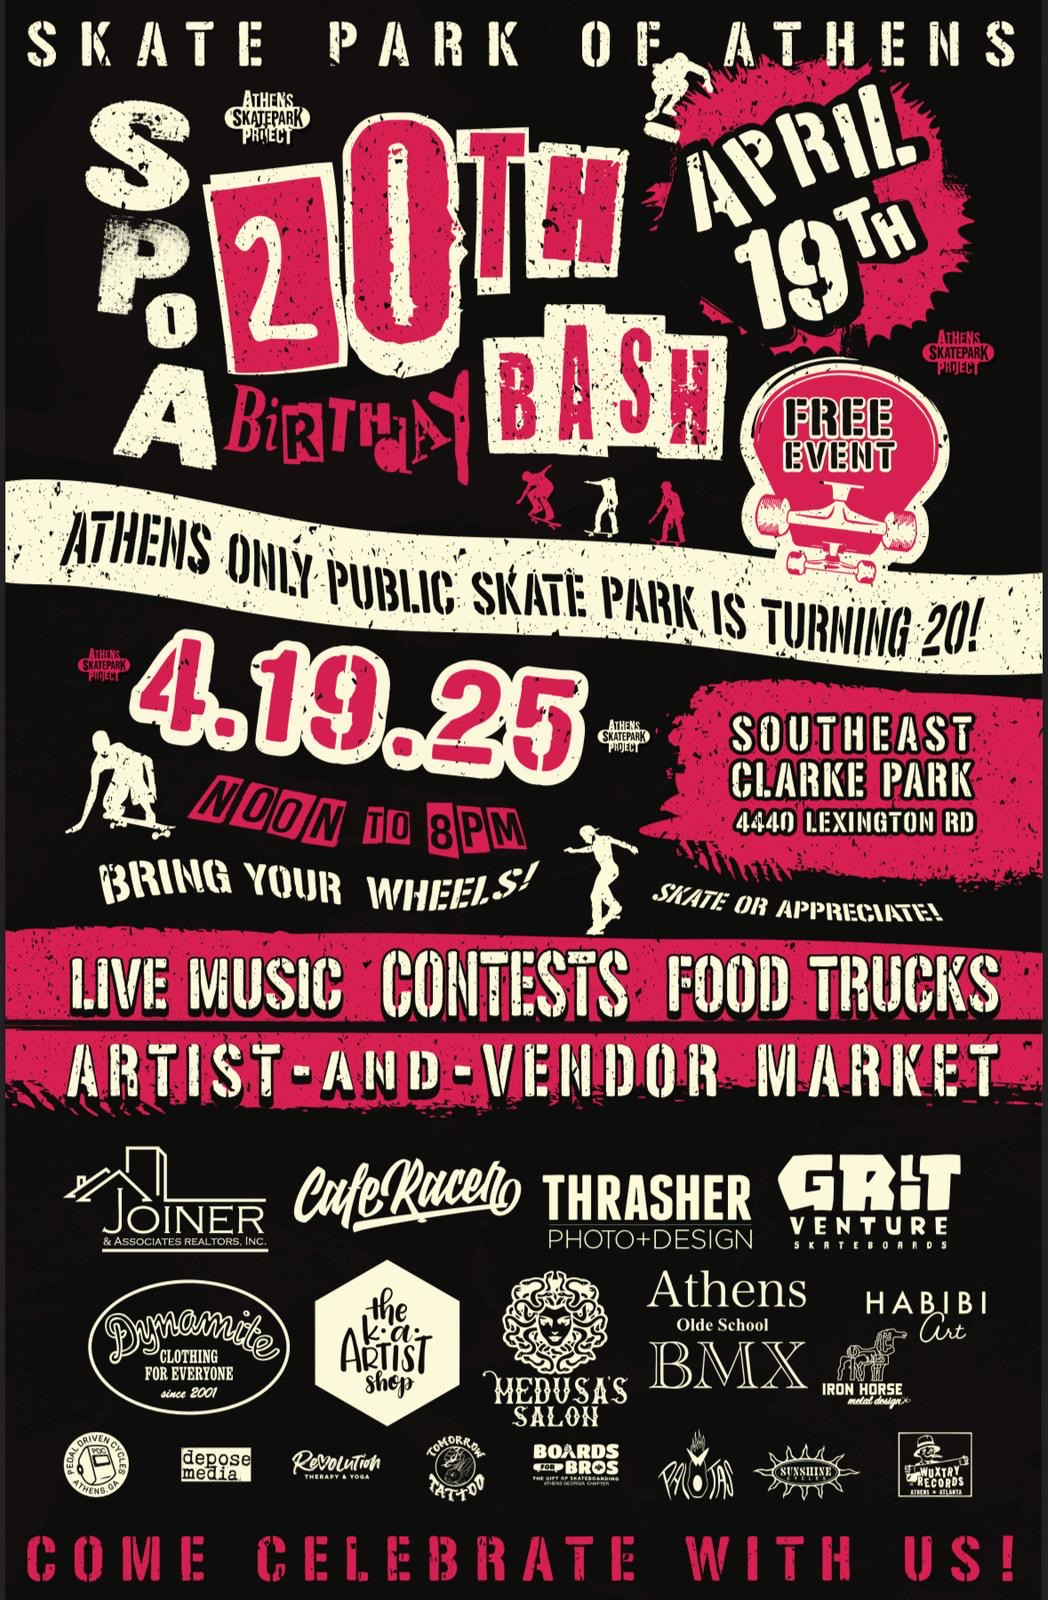 SKATE PARK OF ATHENS
SPoA
ATHENS
SKATEPARK
PROJECT
20TH
BiRTHdAY BASH
APRIL
19TH
ATHENS
SKATEPARK
PROJECT
FREE
EVENT
ATHENS ONLY PUBLIC SKATE PARK IS TURNING 20!
ATHENS
SKATEPARK
PROJECT
4.19.25
ATHENS
SKATEPARK
PROJECT
NOON TO 8PM
BRING YOUR WHEELS!
SOUTHEAST
CLARKE PARK
4440 LEXINGTON RD
SKATE OR APPRECIATE!
LIVE MUSIC CONTESTS FOOD TRUCKS
ARTIST-AND-VENDOR MARKET
JOINER
& ASSOCIATES REALTORS, INC.
Cafe Racer
THRASHER
PHOTO+DESIGN
GRIT
VENTURE
SKATEBOARDS
Dynamite
CLOTHING
FOR EVERYONE
since 2001
the
k.a.
ARTIST
shop
MEDUSA'S
SALON
Athens
Olde School
BMX
HABIBI
Art
IRON HORSE
metal design
PEDAL DRIVEN CYCLES
PDC
ATHENS, GA
depose
media
Revolution
THERAPY & YOGA
TOMORROW
TATTOO
BOARDS
FOR BROS
THE GIFT OF SKATEBOARDING
ATHENS GEORGIA CHAPTER
PALOTAS
SUNSHINE
CYCLES
WUXTRY
RECORDS
ATHENS ATLANTA
COME CELEBRATE WITH US!